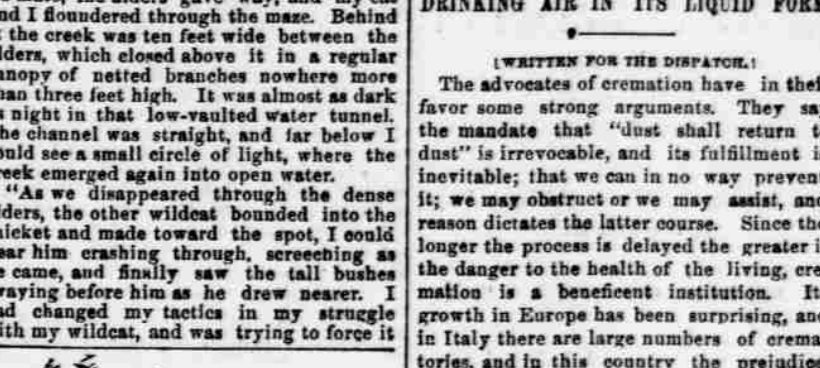 nd I floundered through the maze. Behind
the creek was ten feet wide between the
lders, which closed above it in a regular
anopy of netted branches nowhere more
han three feet high. It was almost as dark
s night in that low-vaulted water tunnel.
he channel was straight, and far below I
ould see a small circle of light, where the
reek emerged again into open water.
"As we disappeared through the dense
lders, the other wildcat bounded into the
hicket and made toward the spot, I could
ear him crashing through, screeching as
e came, and finally saw the tall bushes
waying before him as he drew nearer. I
ad changed my tactics in my struggle
ith my wildcat, and was trying to force it
DRINKING AIR IN ITS LIQUID FORM
[WRITTEN FOR THE DISPATCH.]
The advocates of cremation have in thei
favor some strong arguments. They sa
the mandate that "dust shall return t
dust" is irrevocable, and its fulfillment i
inevitable; that we can in no way preven
it; we may obstruct or we may assist, and
reason dictates the latter course. Since the
longer the process is delayed the greater i
the danger to the health of the living, cre
mation is a beneficent institution. It
growth in Europe has been surprising, and
in Italy there are large numbers of crema
tories, and in this country the prejudice